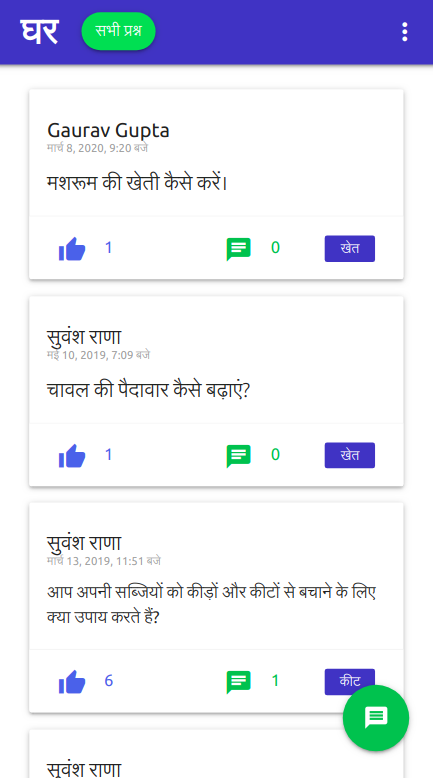 घर
सभी प्रश्न
Gaurav Gupta
मार्च 8, 2020, 9:20 बजे
मशरूम की खेती कैसे करें।
1
0
खेत
सुवंश राणा
मई 10, 2019, 7:09 बजे
चावल की पैदावार कैसे बढ़ाएं?
1
0
खेत
सुवंश राणा
मार्च 13, 2019, 11:51 बजे
आप अपनी सब्जियों को कीड़ों और कीटों से बचाने के लिए
क्या उपाय करते हैं?
6
1
कीट
सुवंश राणा